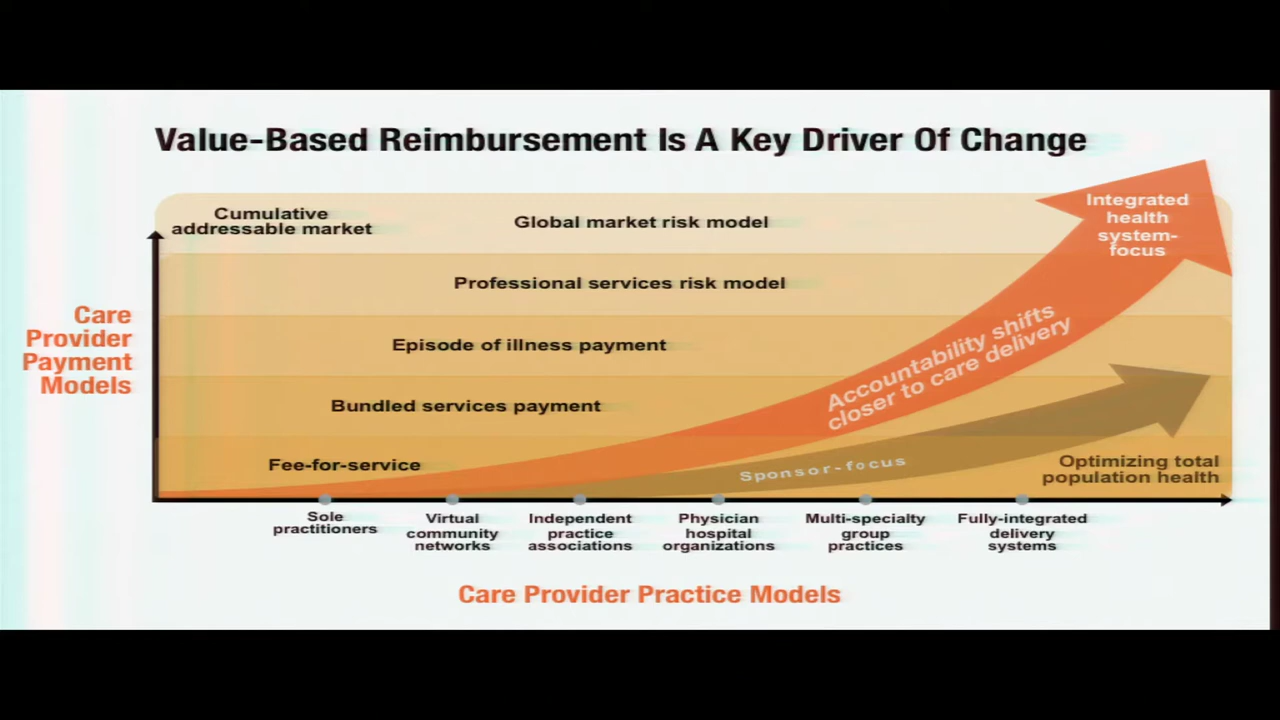 Value-Based Reimbursement Is A Key Driver Of Change
Cumulative
addressable market
Global market risk model
Integrated
health
system-
focus
Professional services risk model
Care
Provider
Payment
Models
Episode of illness payment
Accountability shifts
closer to care delivery
Bundled services payment
Fee-for-service
Sponsor-focus
Optimizing total
population health
Sole
practitioners
Virtual
community
networks
Independent
practice
associations
Physician
hospital
organizations
Multi-specialty
group
practices
Fully-integrated
delivery
systems
Care Provider Practice Models